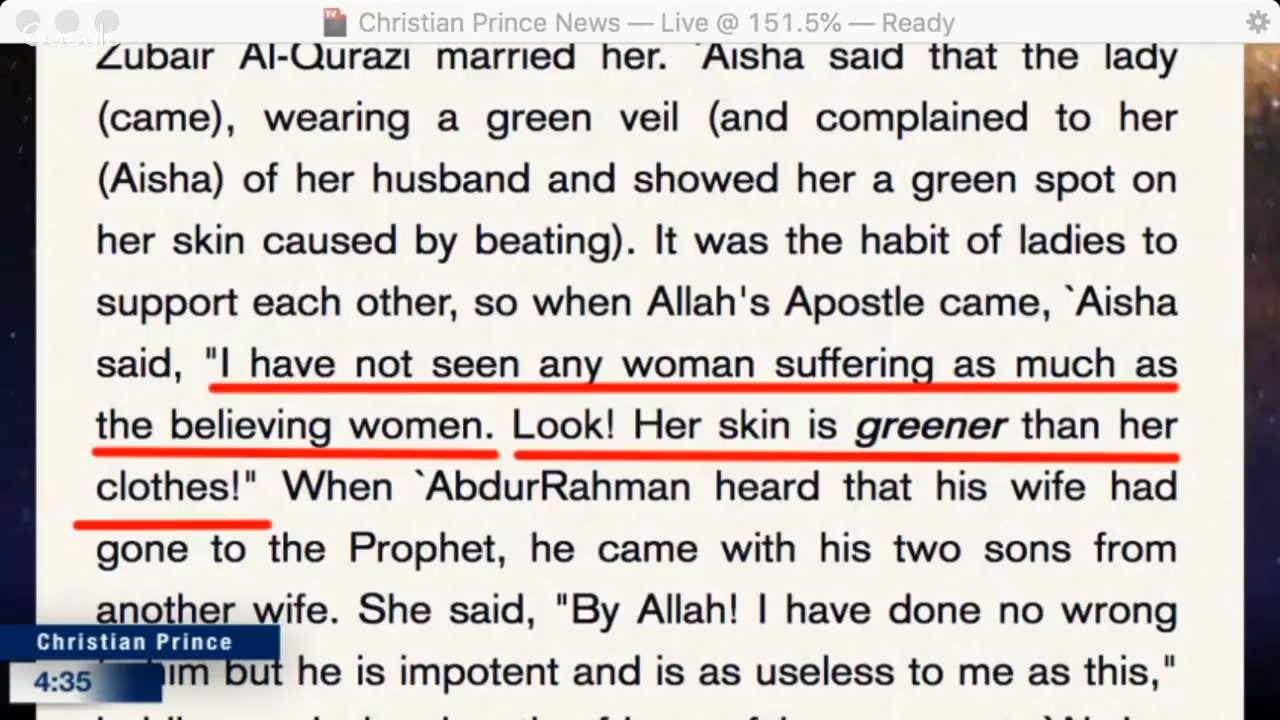 Christian Prince News — Live @ 151.5% — Ready
Google
Zubair Al-Qurazi married her. `Aisha said that the lady
(came), wearing a green veil (and complained to her
(Aisha) of her husband and showed her a green spot on
her skin caused by beating). It was the habit of ladies to
support each other, so when Allah's Apostle came, `Aisha
said, "I have not seen any woman suffering as much as
the believing women. Look! Her skin is greener than her
clothes!" When `AbdurRahman heard that his wife had
gone to the Prophet, he came with his two sons from
another wife. She said, "By Allah! I have done no wrong
him but he is impotent and is as useless to me as this,"
Christian Prince
4:35